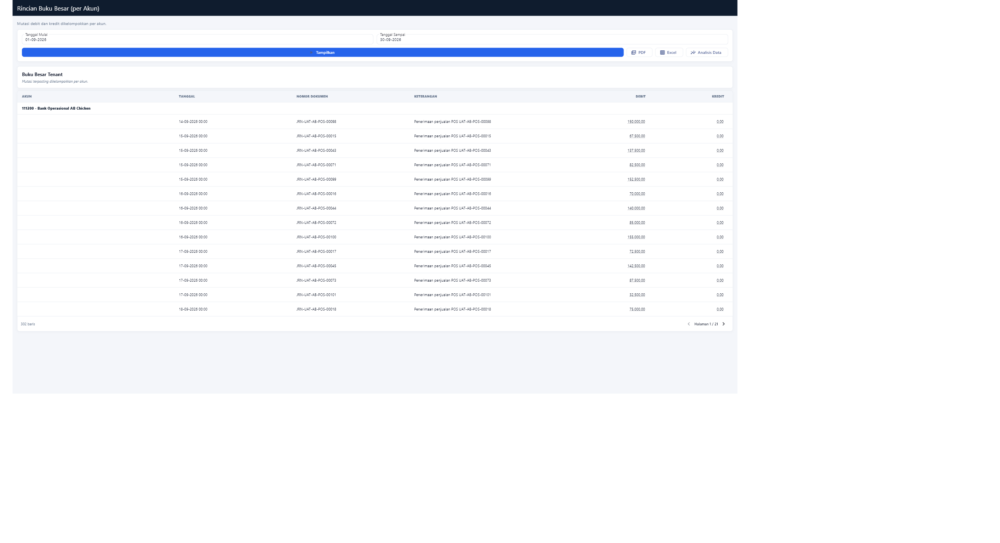 Rincian Buku Besar (per Akun)
Mutasi debit dan kredit dikelompokkan per akun.
Tanggal Mulai
01-09-2026
Tanggal Sampai
30-09-2026
Tampilkan
PDF
Excel
Analisis Data
Buku Besar Tenant
Mutasi terposting dikelompokkan per akun.
AKUN TANGGAL NOMOR DOKUMEN KETERANGAN DEBIT KREDIT
111200 - Bank Operasional AB Chicken
14-09-2026 00:00 JRN-UAT-AB-POS-00098 Penerimaan penjualan POS UAT-AB-POS-00098 150.000,00 0,00
15-09-2026 00:00 JRN-UAT-AB-POS-00015 Penerimaan penjualan POS UAT-AB-POS-00015 67.500,00 0,00
15-09-2026 00:00 JRN-UAT-AB-POS-00043 Penerimaan penjualan POS UAT-AB-POS-00043 137.500,00 0,00
15-09-2026 00:00 JRN-UAT-AB-POS-00071 Penerimaan penjualan POS UAT-AB-POS-00071 82.500,00 0,00
15-09-2026 00:00 JRN-UAT-AB-POS-00099 Penerimaan penjualan POS UAT-AB-POS-00099 152.500,00 0,00
16-09-2026 00:00 JRN-UAT-AB-POS-00016 Penerimaan penjualan POS UAT-AB-POS-00016 70.000,00 0,00
16-09-2026 00:00 JRN-UAT-AB-POS-00044 Penerimaan penjualan POS UAT-AB-POS-00044 140.000,00 0,00
16-09-2026 00:00 JRN-UAT-AB-POS-00072 Penerimaan penjualan POS UAT-AB-POS-00072 85.000,00 0,00
16-09-2026 00:00 JRN-UAT-AB-POS-00100 Penerimaan penjualan POS UAT-AB-POS-00100 155.000,00 0,00
17-09-2026 00:00 JRN-UAT-AB-POS-00017 Penerimaan penjualan POS UAT-AB-POS-00017 72.500,00 0,00
17-09-2026 00:00 JRN-UAT-AB-POS-00045 Penerimaan penjualan POS UAT-AB-POS-00045 142.500,00 0,00
17-09-2026 00:00 JRN-UAT-AB-POS-00073 Penerimaan penjualan POS UAT-AB-POS-00073 87.500,00 0,00
17-09-2026 00:00 JRN-UAT-AB-POS-00101 Penerimaan penjualan POS UAT-AB-POS-00101 32.500,00 0,00
18-09-2026 00:00 JRN-UAT-AB-POS-00018 Penerimaan penjualan POS UAT-AB-POS-00018 75.000,00 0,00
302 baris
Halaman 1 / 21